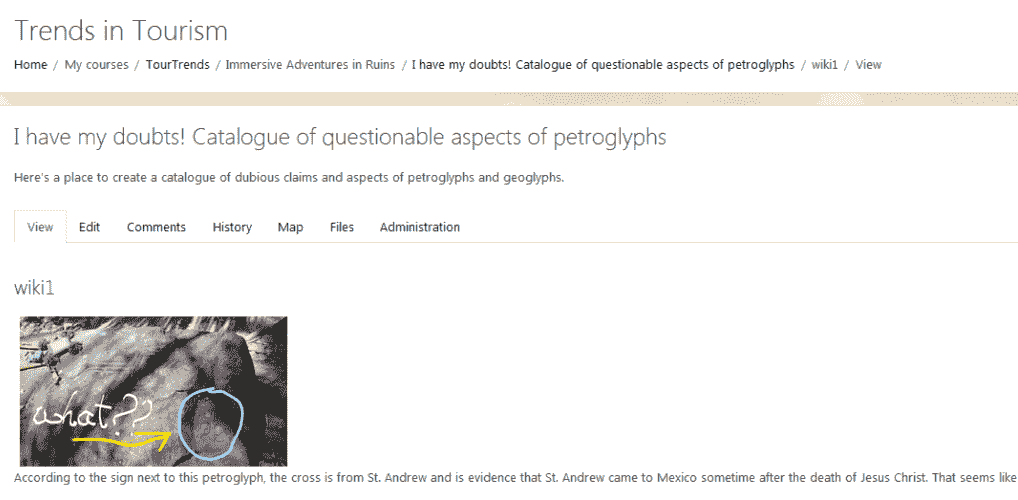 Trends in Tourism
Home / My courses / TourTrends / Immersive Adventures in Ruins / I have my doubts! Catalogue of questionable aspects of petroglyphs / wiki1 / View
I have my doubts! Catalogue of questionable aspects of petroglyphs
Here's a place to create a catalogue of dubious claims and aspects of petroglyphs and geoglyphs.
View Edit Comments History Map Files Administration
wiki1
what??
According to the sign next to this petroglyph, the cross is from St. Andrew and is evidence that St. Andrew came to Mexico sometime after the death of Jesus Christ. That seems like